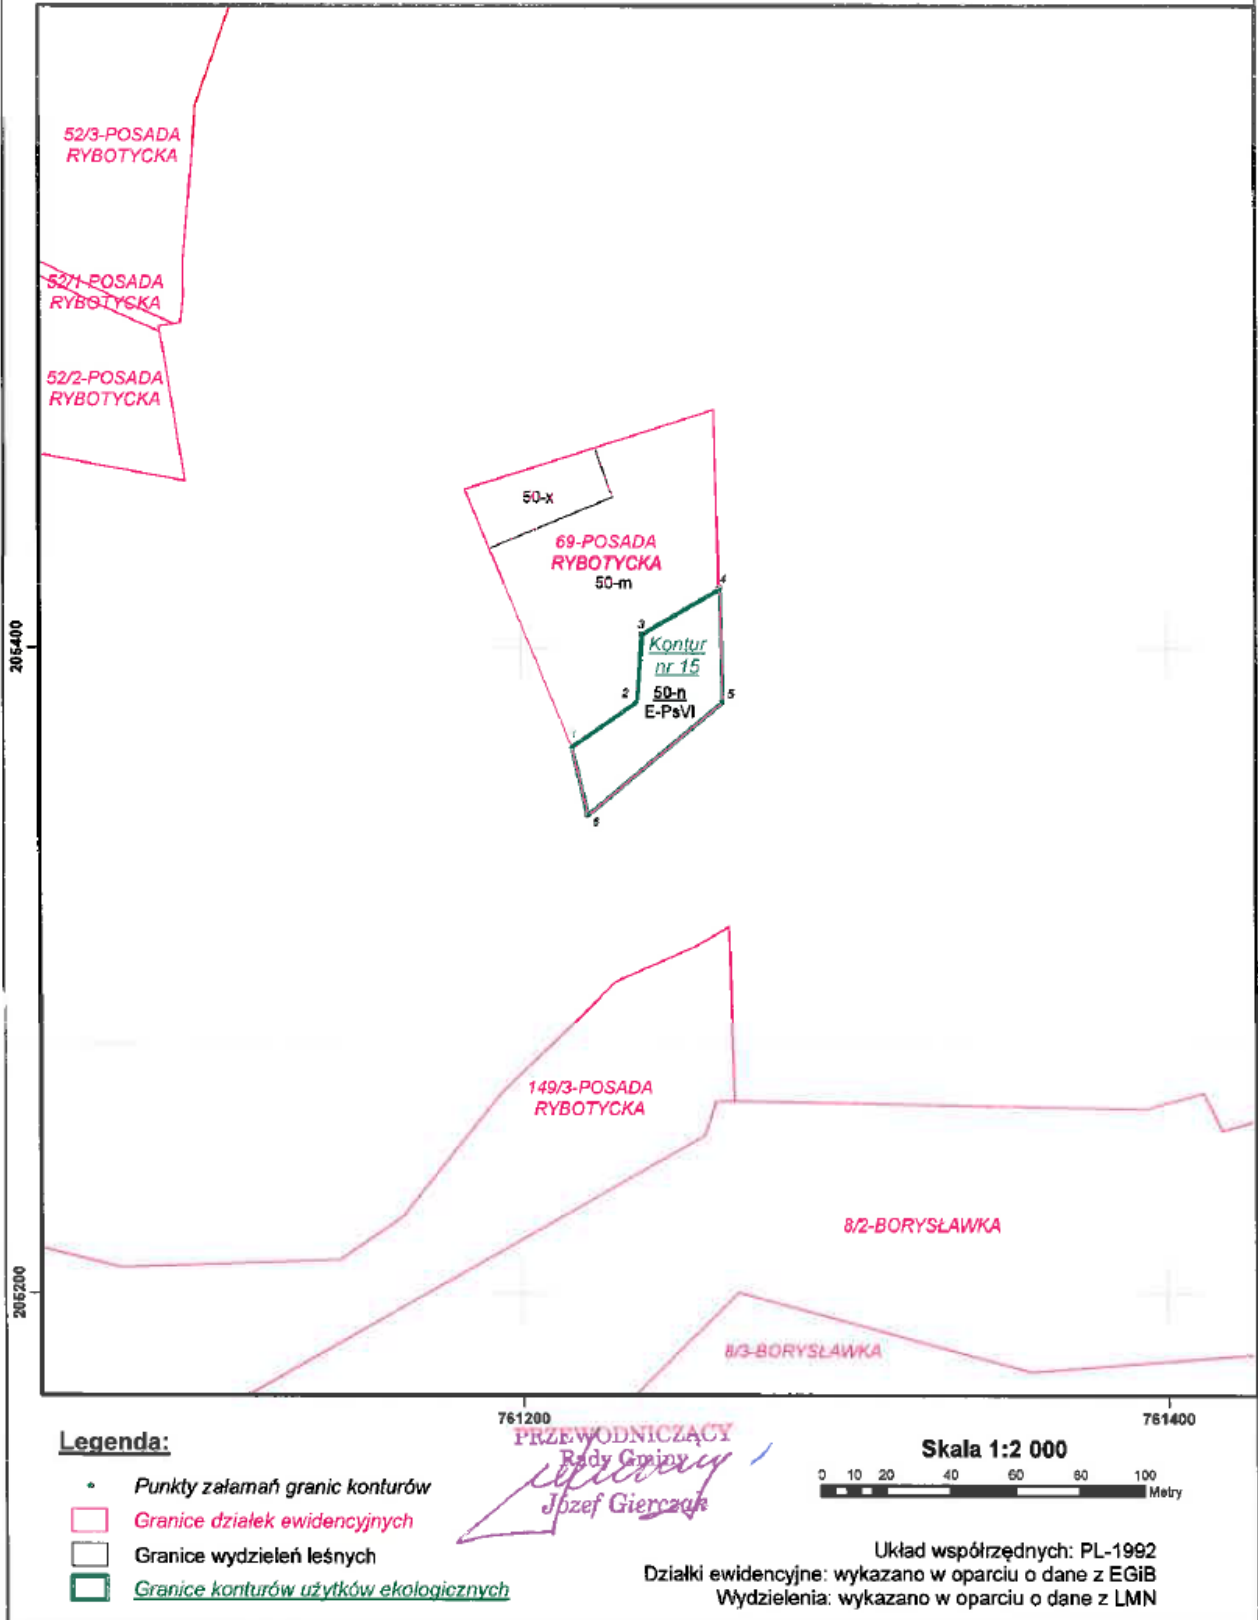 52/3-POSADA
RYBOTYCKA
52/1-POSADA
RYBOTYCKA
52/2-POSADA
RYBOTYCKA
50-x
69-POSADA
RYBOTYCKA
50-m
4
3
Kontur
nr 15
2
50-n
5
E-PsVI
1
6
205400
149/3-POSADA
RYBOTYCKA
8/2-BORYSŁAWKA
205200
8/3-BORYSŁAWKA
761200
761400
Legenda:
Punkty załamań granic konturów
Granice działek ewidencyjnych
Granice wydzieleń leśnych
Granice konturów użytków ekologicznych
PRZEWODNICZĄCY
Rady Gminy
Józef Gierczak
Skala 1:2 000
0 10 20 40 60 80 100
Metry
Układ współrzędnych: PL-1992
Działki ewidencyjne: wykazano w oparciu o dane z EGiB
Wydzielenia: wykazano w oparciu o dane z LMN